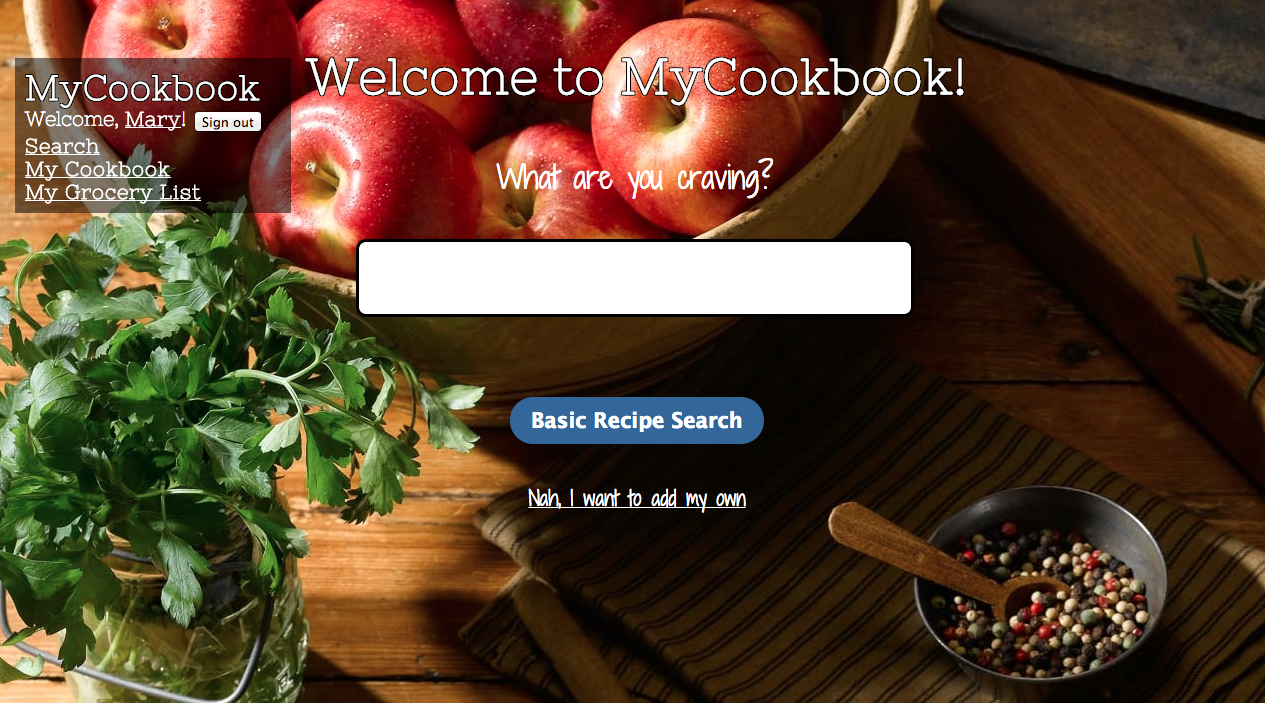 MyCookbook
Welcome, Mary! Sign out
Search
My Cookbook
My Grocery List
Welcome to MyCookbook!
What are you craving?
Basic Recipe Search
Nah, I want to add my own